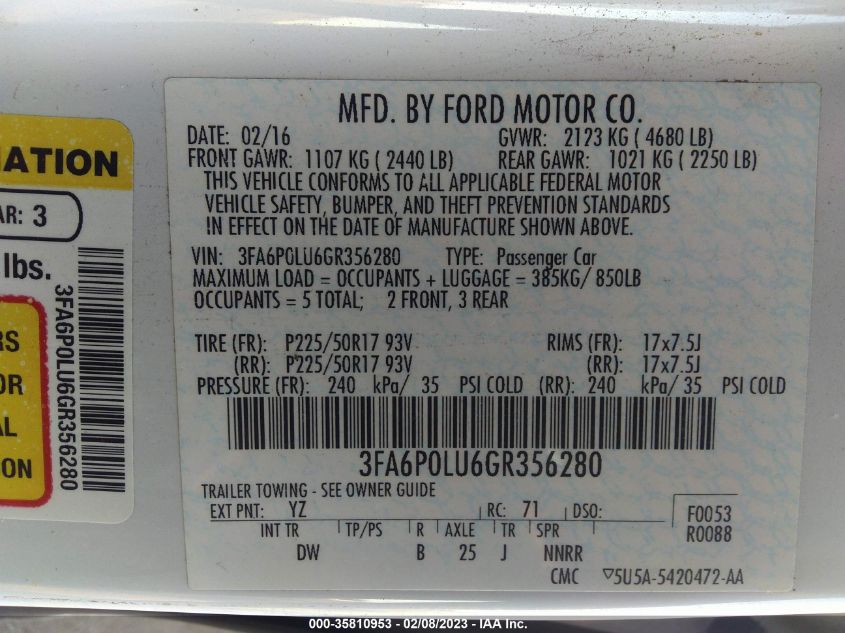 MFD. BY FORD MOTOR CO.
DATE: 02/16 GVWR: 2123 KG ( 4680 LB)
FRONT GAWR: 1107 KG ( 2440 LB) REAR GAWR: 1021 KG ( 2250 LB)
THIS VEHICLE CONFORMS TO ALL APPLICABLE FEDERAL MOTOR
VEHICLE SAFETY, BUMPER, AND THEFT PREVENTION STANDARDS
IN EFFECT ON THE DATE OF MANUFACTURE SHOWN ABOVE.
VIN: 3FA6P0LU6GR356280 TYPE: Passenger Car
MAXIMUM LOAD = OCCUPANTS + LUGGAGE = 385KG/ 850LB
OCCUPANTS = 5 TOTAL; 2 FRONT, 3 REAR
TIRE (FR): P225/50R17 93V RIMS (FR): 17x7.5J
(RR): P225/50R17 93V (RR): 17x7.5J
PRESSURE (FR): 240 kPa/ 35 PSI COLD (RR): 240 kPa/ 35 PSI COLD
3FA6P0LU6GR356280
TRAILER TOWING - SEE OWNER GUIDE
EXT PNT: YZ RC: 71 DSO: F0053
R0088
INT TR TP/PS R AXLE TR SPR
DW B 25 J NNRR
CMC ▽5U5A-5420472-AA
ATION
AR: 3
lbs.
RS
OR
AL
ON
3FA6P0LU6GR356280
000-35810953 - 02/08/2023 - IAA Inc.